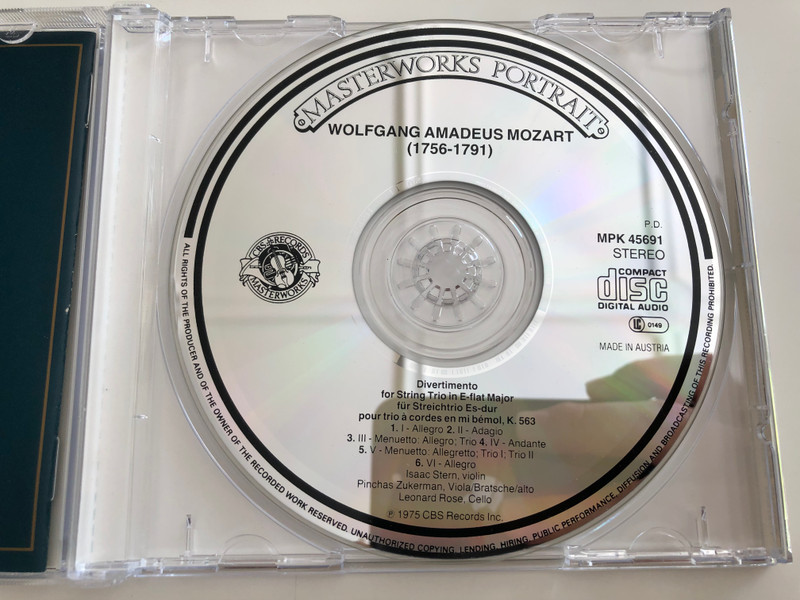 MASTERWORKS PORTRAIT
WOLFGANG AMADEUS MOZART
(1756-1791)
CBS RECORDS
MASTERWORKS
P.D.
MPK 45691
STEREO
COMPACT
disc
DIGITAL AUDIO
LC 0149
MADE IN AUSTRIA
Divertimento
for String Trio in E-flat Major
für Streichtrio Es-dur
pour trio à cordes en mi bémol, K. 563
1. I - Allegro 2. II - Adagio
3. III - Menuetto. Allegro; Trio 4. IV - Andante
5. V - Menuetto: Allegretto; Trio I; Trio II
6. VI - Allegro
Isaac Stern, violin
Pinchas Zukerman, Viola/Bratsche/alto
Leonard Rose, Cello
℗ 1975 CBS Records Inc.
ALL RIGHTS OF THE PRODUCER AND OF THE OWNER OF THE RECORDED WORK RESERVED. UNAUTHORIZED COPYING, LENDING, HIRING, PUBLIC PERFORMANCE, DIFFUSION AND BROADCASTING OF THIS RECORDING PROHIBITED.